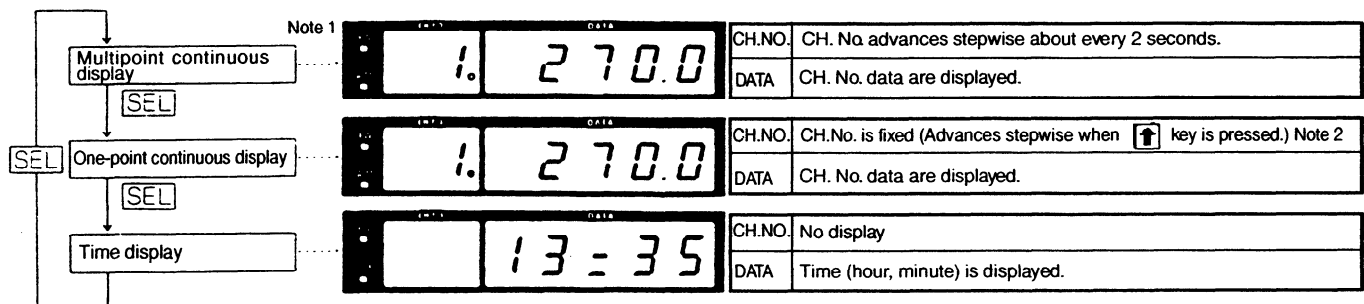 Note 1
Multipoint continuous
display
1. 270.0
CH.NO. CH. No. advances stepwise about every 2 seconds.
DATA CH. No. data are displayed.
SEL
SEL
One-point continuous display
1. 270.0
CH.NO. CH.No. is fixed (Advances stepwise when ⬆ key is pressed.) Note 2
DATA CH. No. data are displayed.
SEL
Time display
DATA
13=35
CH.NO. No display
DATA Time (hour, minute) is displayed.